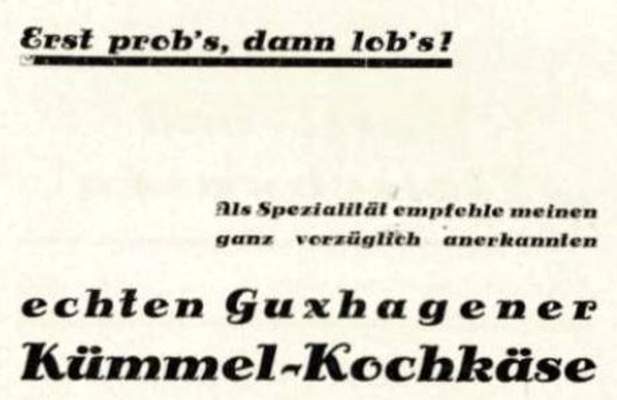 Erst prob's, dann lob's!
Als Spezialität empfehle meinen
ganz vorzüglich anerkannten
echten Guxhagener
Kümmel-Kochkäse